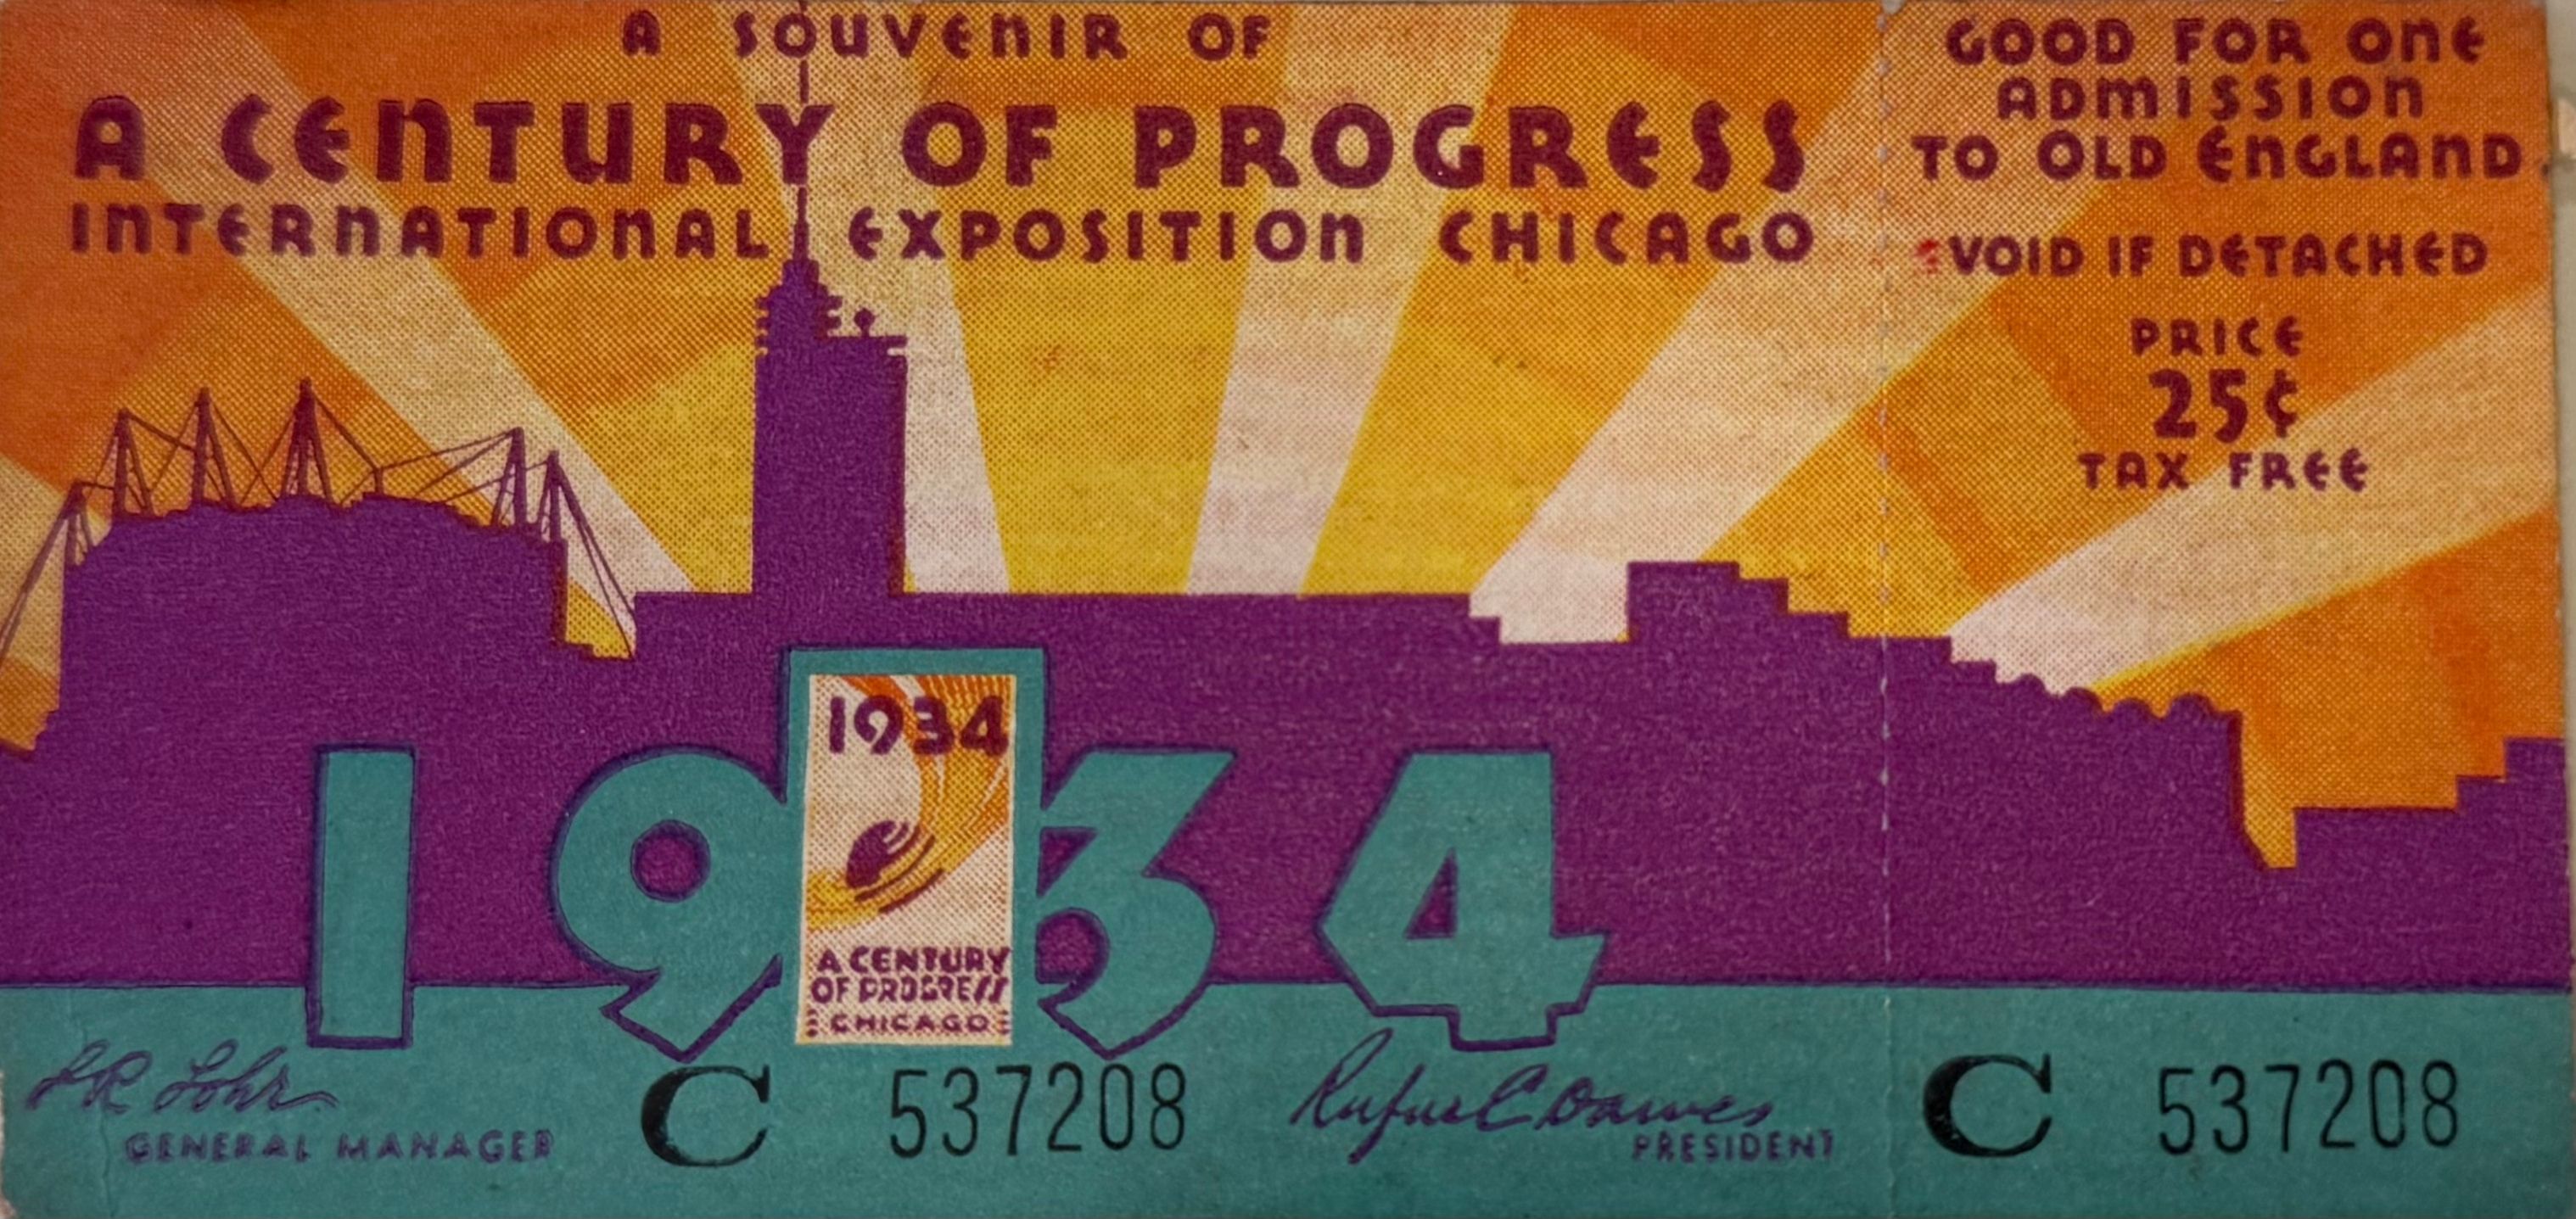 A SOUVENIR OF
A CENTURY OF PROGRESS
INTERNATIONAL EXPOSITION CHICAGO
GOOD FOR ONE
ADMISSION
TO OLD ENGLAND
VOID IF DETACHED
PRICE
25¢
TAX FREE
1934
1934
A CENTURY
OF PROGRESS
CHICAGO
L R Lohr
GENERAL MANAGER
C 537208
Rufus C Dawes
PRESIDENT
C 537208